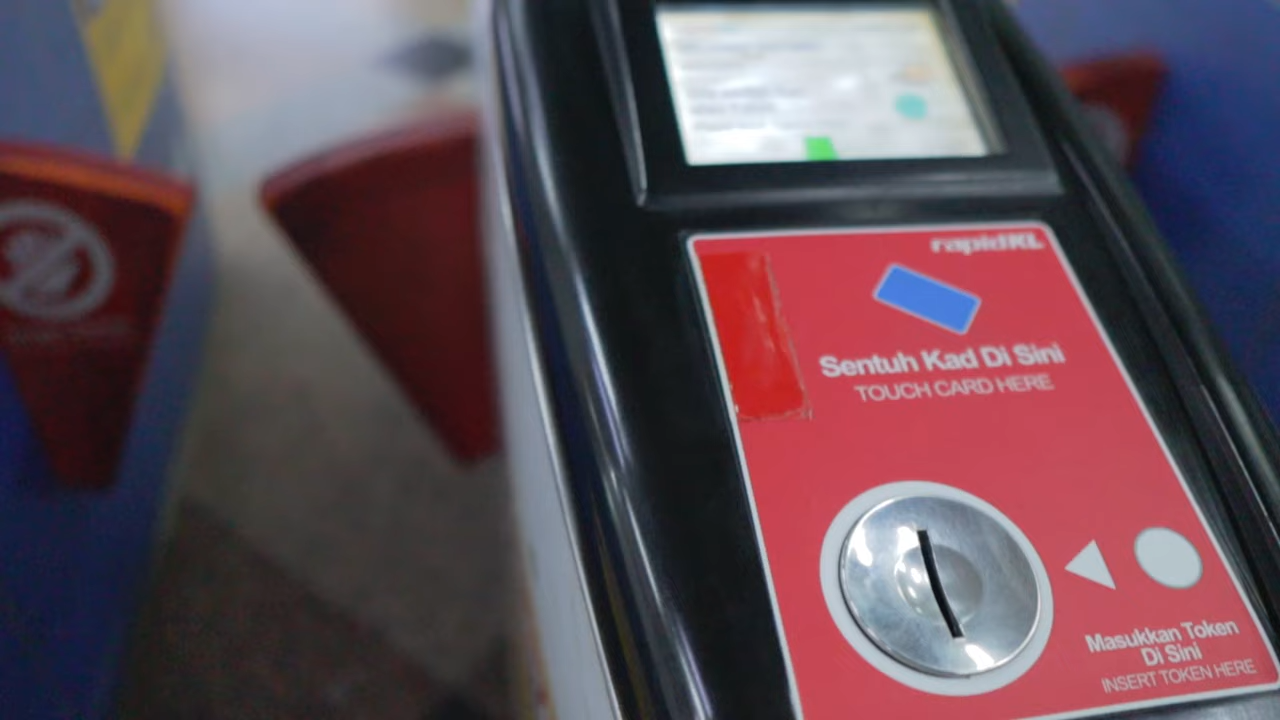 rapidKL
Sentuh Kad Di Sini
TOUCH CARD HERE
Masukkan Token
Di Sini
INSERT TOKEN HERE